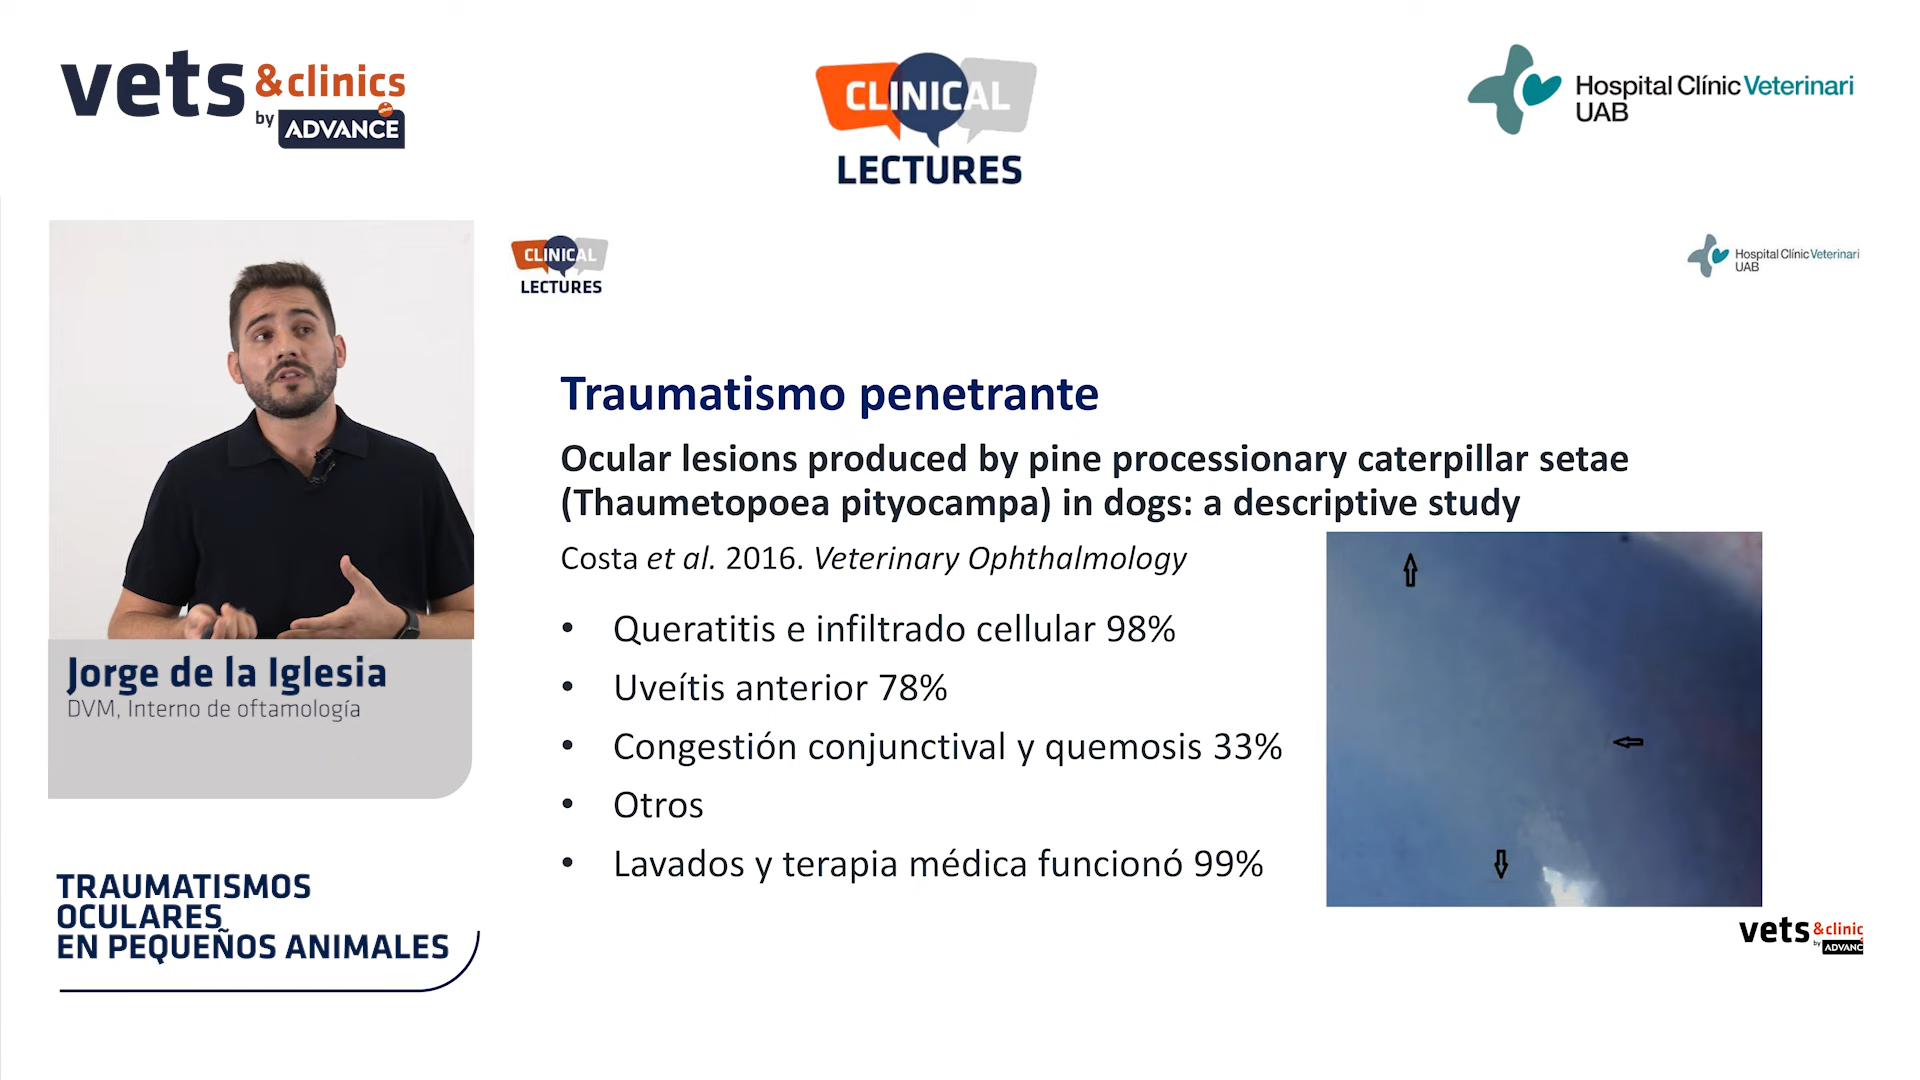 vets &clinics
by ADVANCE
CLINICAL
LECTURES
Hospital Clínic Veterinari
UAB
CLINICAL
LECTURES
Hospital Clínic Veterinari
UAB
Traumatismo penetrante
Ocular lesions produced by pine processionary caterpillar setae
(Thaumetopoea pityocampa) in dogs: a descriptive study
Costa et al. 2016. Veterinary Ophthalmology
• Queratitis e infiltrado cellular 98%
• Uveítis anterior 78%
• Congestión conjunctival y quemosis 33%
• Otros
• Lavados y terapia médica funcionó 99%
Jorge de la Iglesia
DVM, Interno de oftamología
TRAUMATISMOS
OCULARES
EN PEQUEÑOS ANIMALES
vets &clinic
by ADVANC